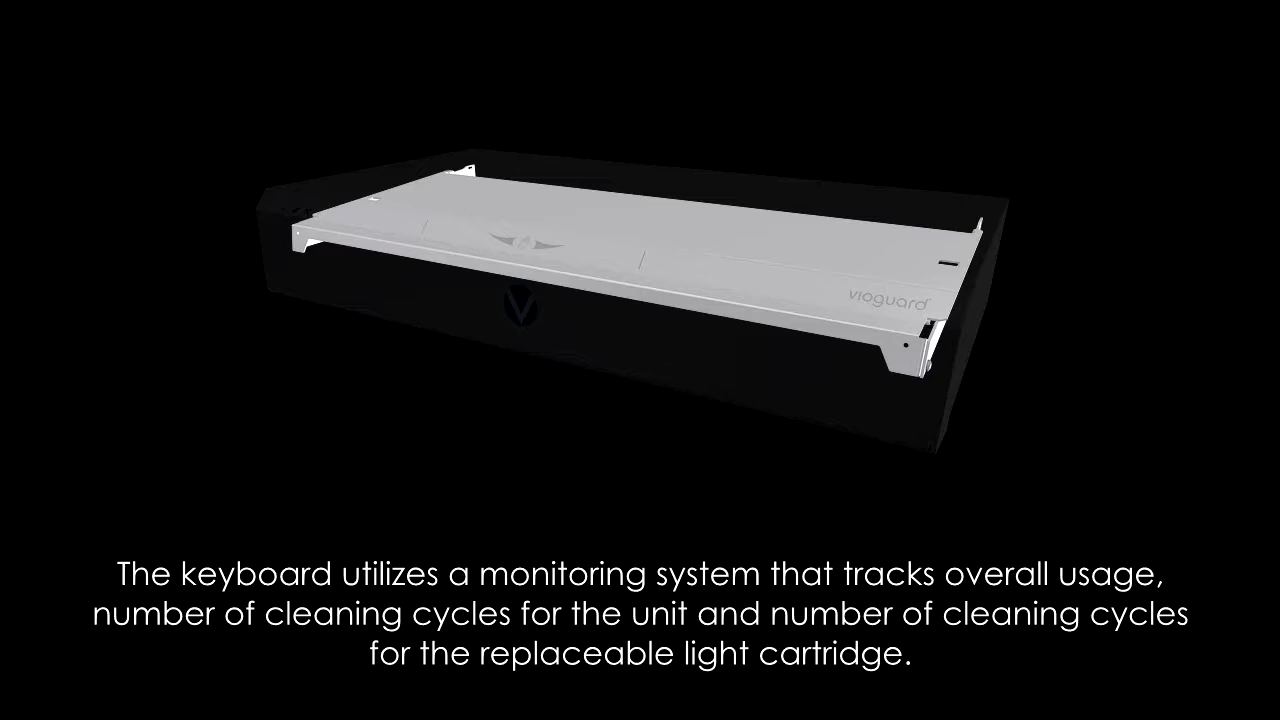 vioguard
V
The keyboard utilizes a monitoring system that tracks overall usage,
number of cleaning cycles for the unit and number of cleaning cycles
for the replaceable light cartridge.